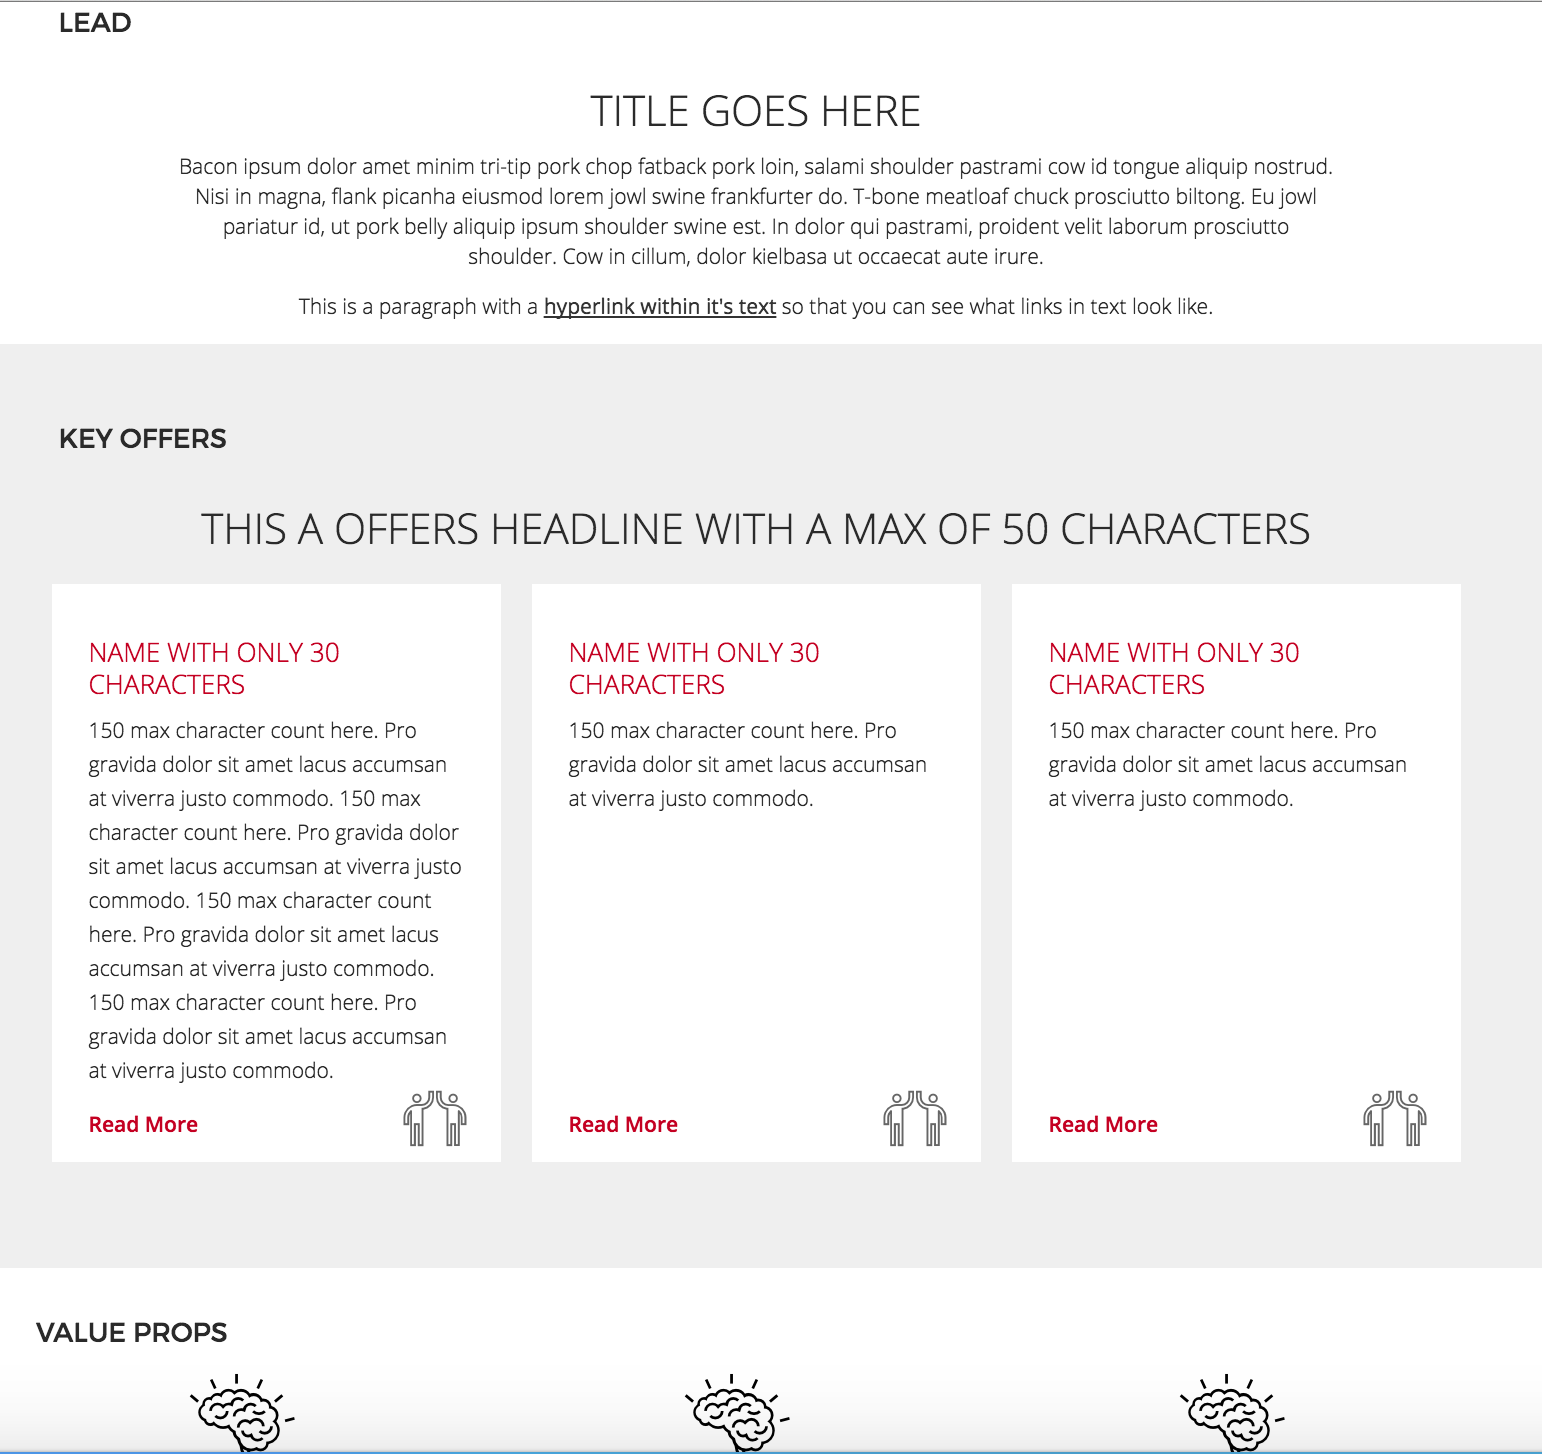 LEAD
TITLE GOES HERE
Bacon ipsum dolor amet minim tri-tip pork chop fatback pork loin, salami shoulder pastrami cow id tongue aliquip nostrud.
Nisi in magna, flank picanha eiusmod lorem jowl swine frankfurter do. T-bone meatloaf chuck prosciutto biltong. Eu jowl
pariatur id, ut pork belly aliquip ipsum shoulder swine est. In dolor qui pastrami, proident velit laborum prosciutto
shoulder. Cow in cillum, dolor kielbasa ut occaecat aute irure.
This is a paragraph with a hyperlink within it's text so that you can see what links in text look like.
KEY OFFERS
THIS A OFFERS HEADLINE WITH A MAX OF 50 CHARACTERS
NAME WITH ONLY 30
CHARACTERS
150 max character count here. Pro
gravida dolor sit amet lacus accumsan
at viverra justo commodo. 150 max
character count here. Pro gravida dolor
sit amet lacus accumsan at viverra justo
commodo. 150 max character count
here. Pro gravida dolor sit amet lacus
accumsan at viverra justo commodo.
150 max character count here. Pro
gravida dolor sit amet lacus accumsan
at viverra justo commodo.
Read More
NAME WITH ONLY 30
CHARACTERS
150 max character count here. Pro
gravida dolor sit amet lacus accumsan
at viverra justo commodo.
Read More
NAME WITH ONLY 30
CHARACTERS
150 max character count here. Pro
gravida dolor sit amet lacus accumsan
at viverra justo commodo.
Read More
VALUE PROPS